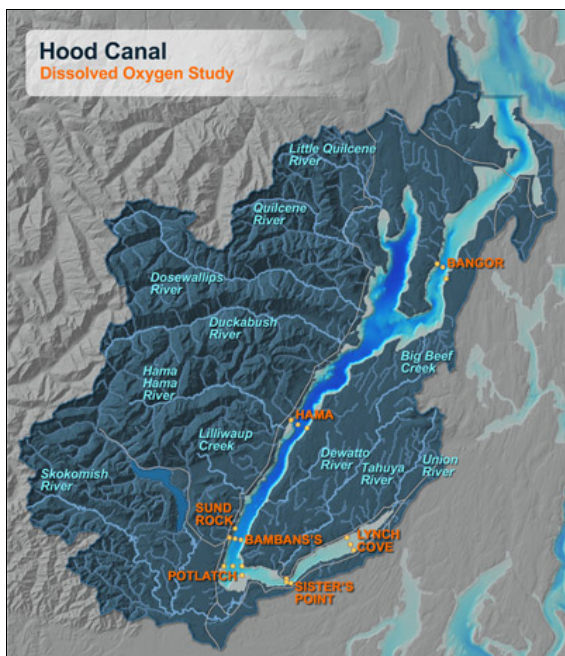 Hood Canal
Dissolved Oxygen Study
Little Quilcene
River
Quilcene
River
BANGOR
Dosewallips
River
Duckabush
River
Big Beef
Creek
Hama
Hama
River
HAMA
Lilliwaup
Creek
Dewatto
River
Tahuya
River
Union
River
Skokomish
River
SUND
ROCK
BAMBANS'S
LYNCH
COVE
POTLATCH
SISTER'S
POINT